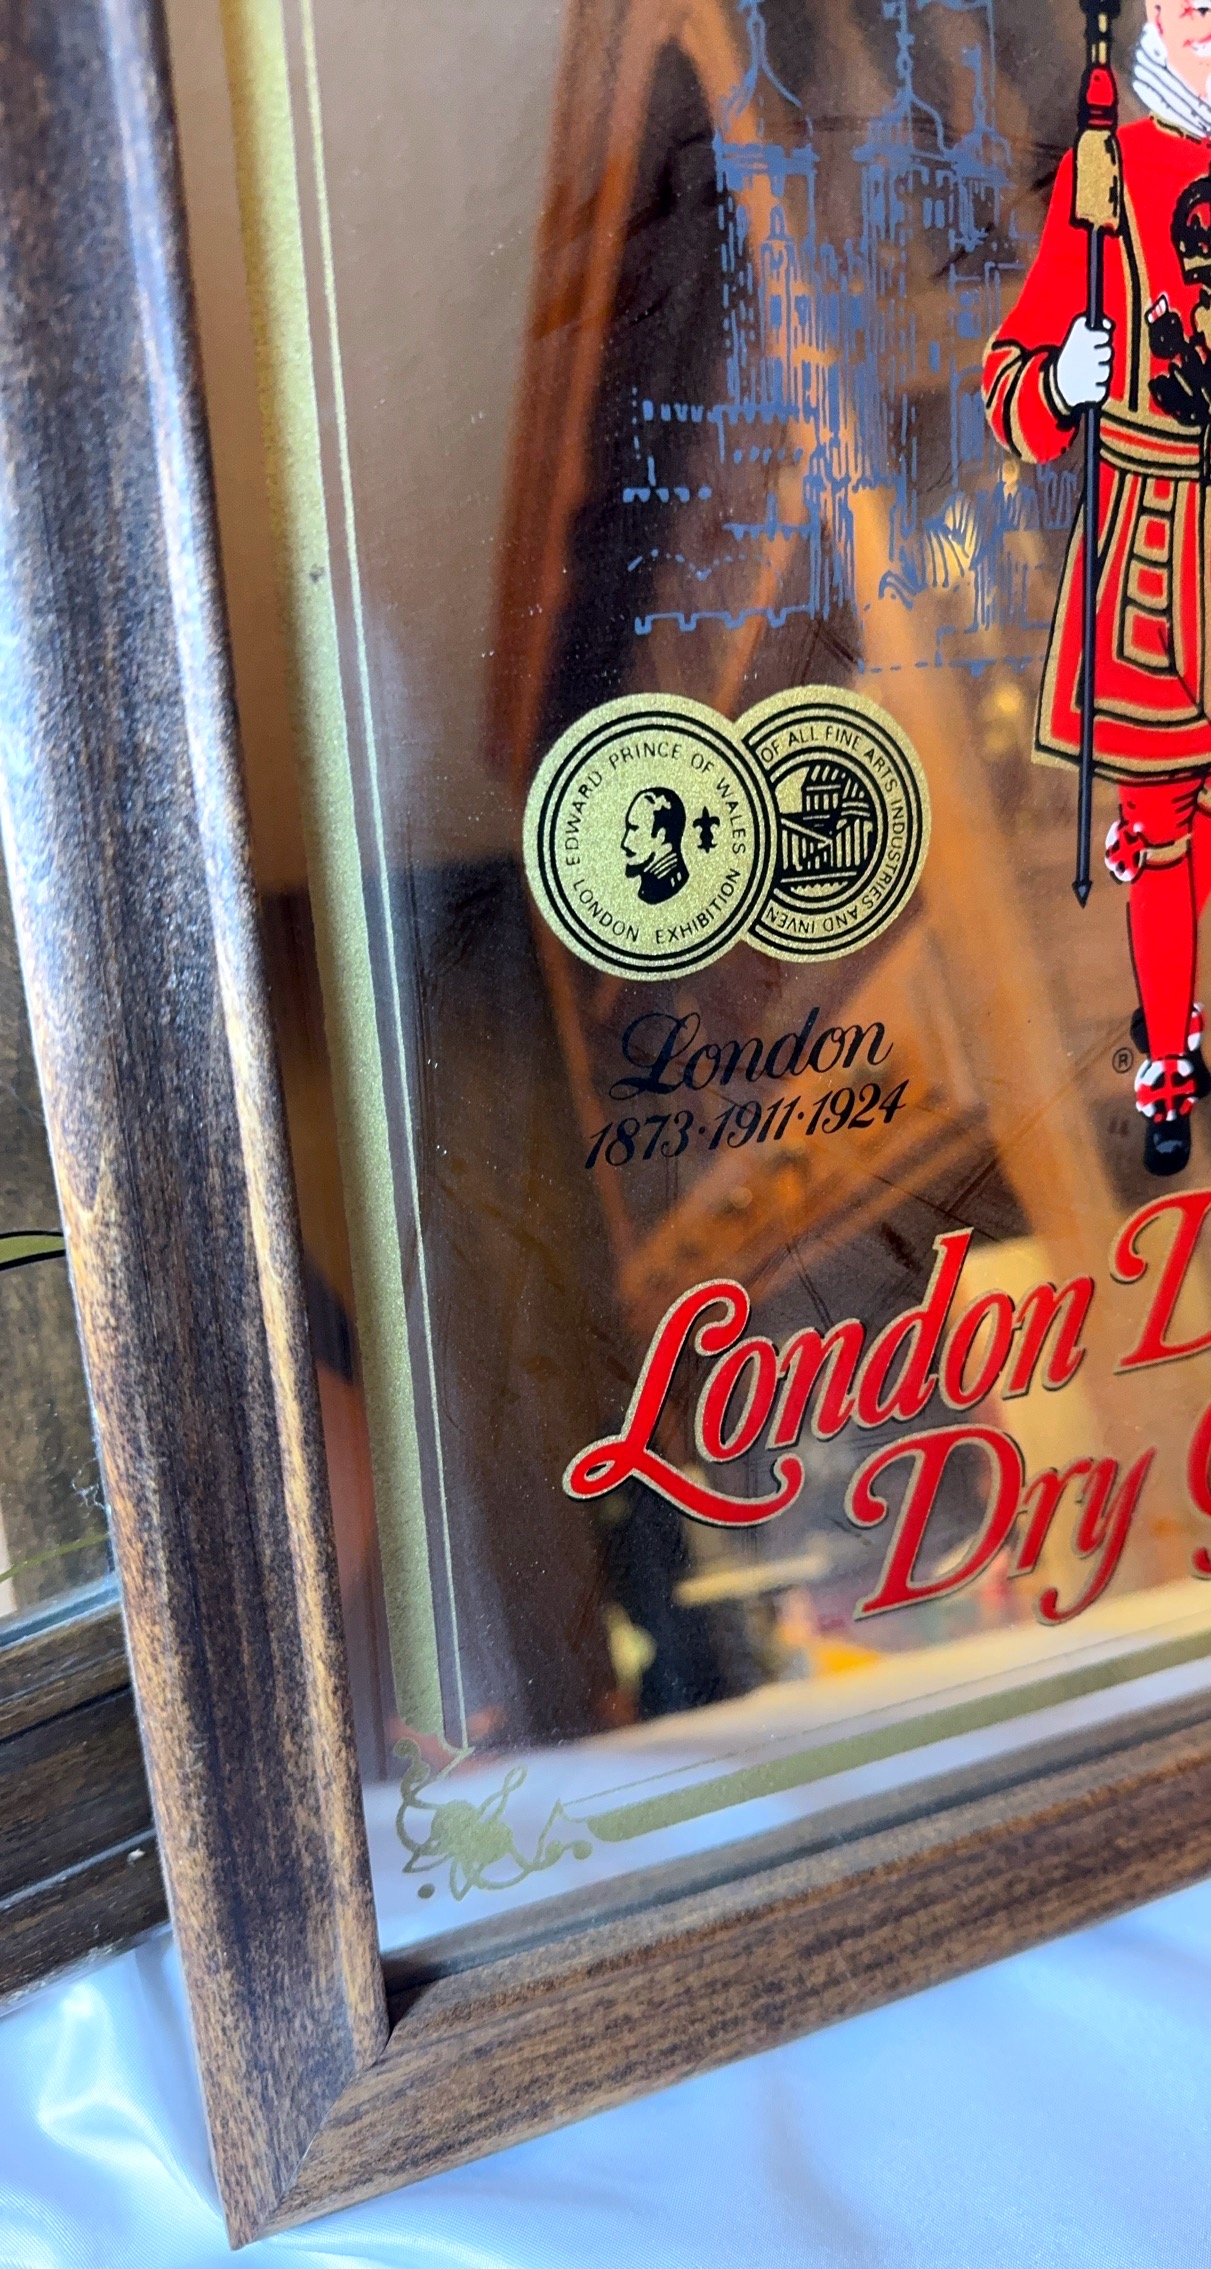 EDWARD PRINCE OF WALES
LONDON EXHIBITION
OF ALL FINE ARTS INDUSTRIES AND INVEN
London
1873·1911·1924
®
London D
Dry G